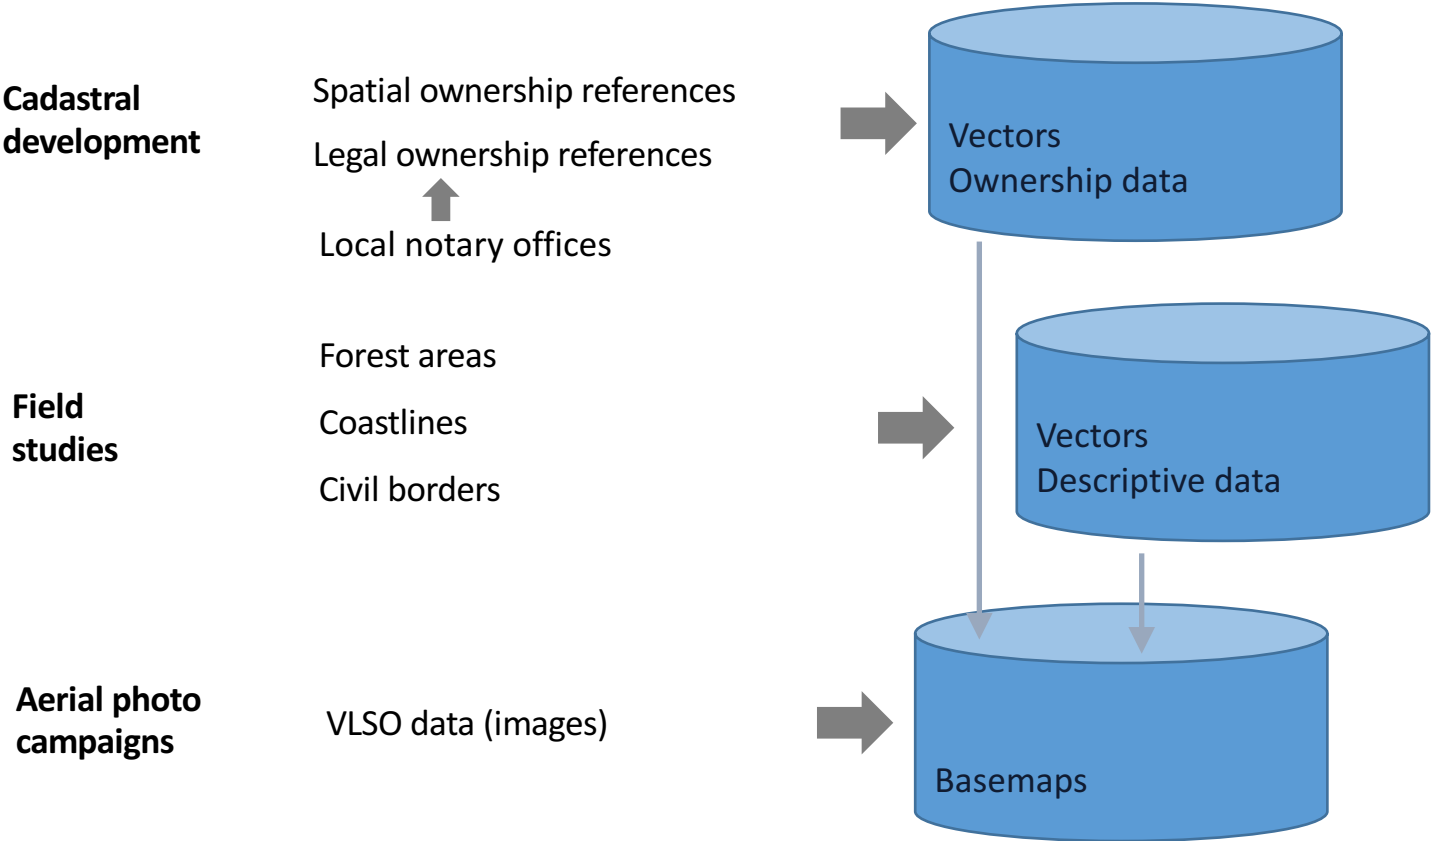 Cadastral
development
Spatial ownership references
Legal ownership references
Local notary offices
Vectors
Ownership data
Field
studies
Forest areas
Coastlines
Civil borders
Vectors
Descriptive data
Aerial photo
campaigns
VLSO data (images)
Basemaps